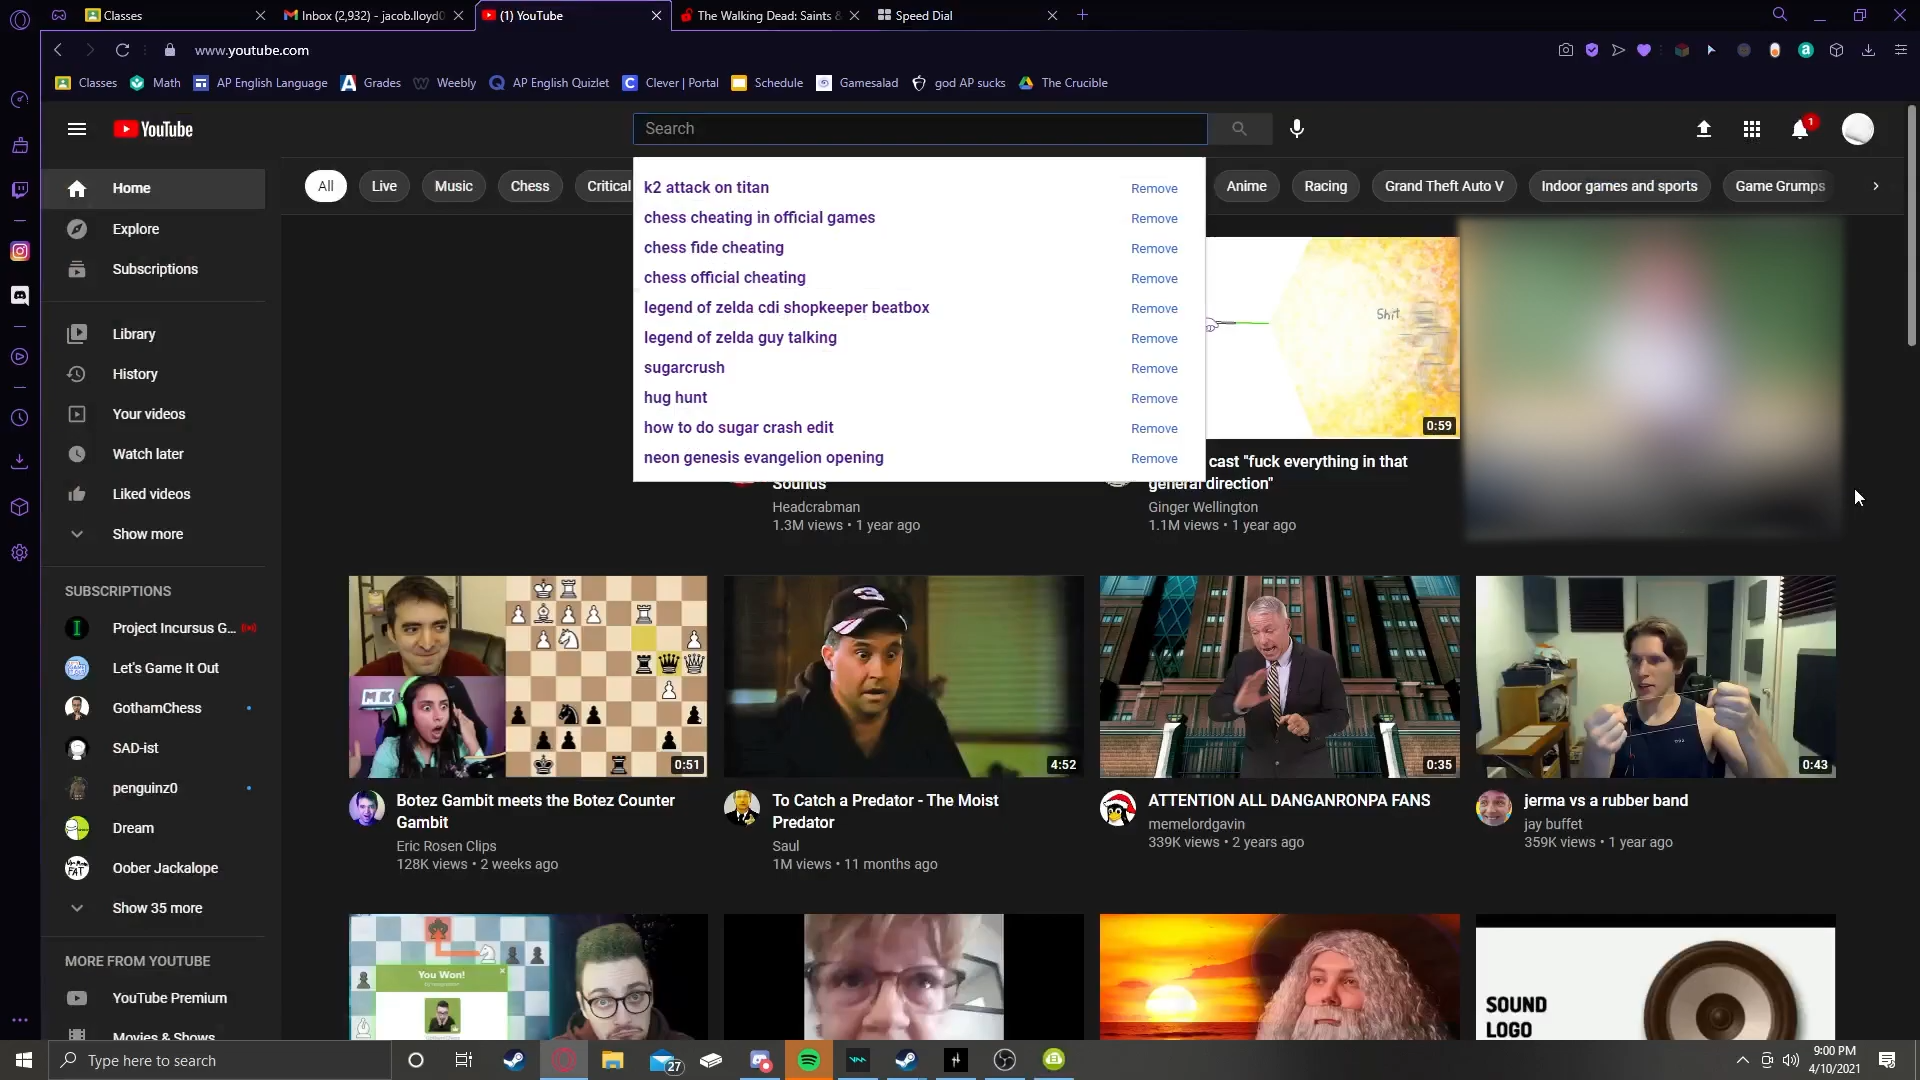 Classes
Inbox (2,932) - jacob.lloyd0
(1) YouTube
The Walking Dead: Saints &
Speed Dial
www.youtube.com
Classes
Math
AP English Language
Grades
Weebly
AP English Quizlet
Clever | Portal
Schedule
Gamesalad
god AP sucks
The Crucible
YouTube
Search
1
All
Live
Music
Chess
Critical
Anime
Racing
Grand Theft Auto V
Indoor games and sports
Game Grumps
k2 attack on titan Remove
chess cheating in official games Remove
chess fide cheating Remove
chess official cheating Remove
legend of zelda cdi shopkeeper beatbox Remove
legend of zelda guy talking Remove
sugarcrush Remove
hug hunt Remove
how to do sugar crash edit Remove
neon genesis evangelion opening Remove
Home
Explore
Subscriptions
Library
History
Your videos
Watch later
Liked videos
Show more
SUBSCRIPTIONS
Project Incursus G...
Let's Game It Out
GothamChess
SAD-ist
penguinz0
Dream
Oober Jackalope
Show 35 more
MORE FROM YOUTUBE
YouTube Premium
Movies & Shows
Sounds
Headcrabman
1.3M views • 1 year ago
Shit
0:59
cast "fuck everything in that
general direction"
Ginger Wellington
1.1M views • 1 year ago
0:51
Botez Gambit meets the Botez Counter
Gambit
Eric Rosen Clips
128K views • 2 weeks ago
4:52
To Catch a Predator - The Moist
Predator
Saul
1M views • 11 months ago
0:35
ATTENTION ALL DANGANRONPA FANS
memelordgavin
339K views • 2 years ago
0:43
jerma vs a rubber band
jay buffet
359K views • 1 year ago
You Won!
SOUND
LOGO
Type here to search
27
9:00 PM
4/10/2021